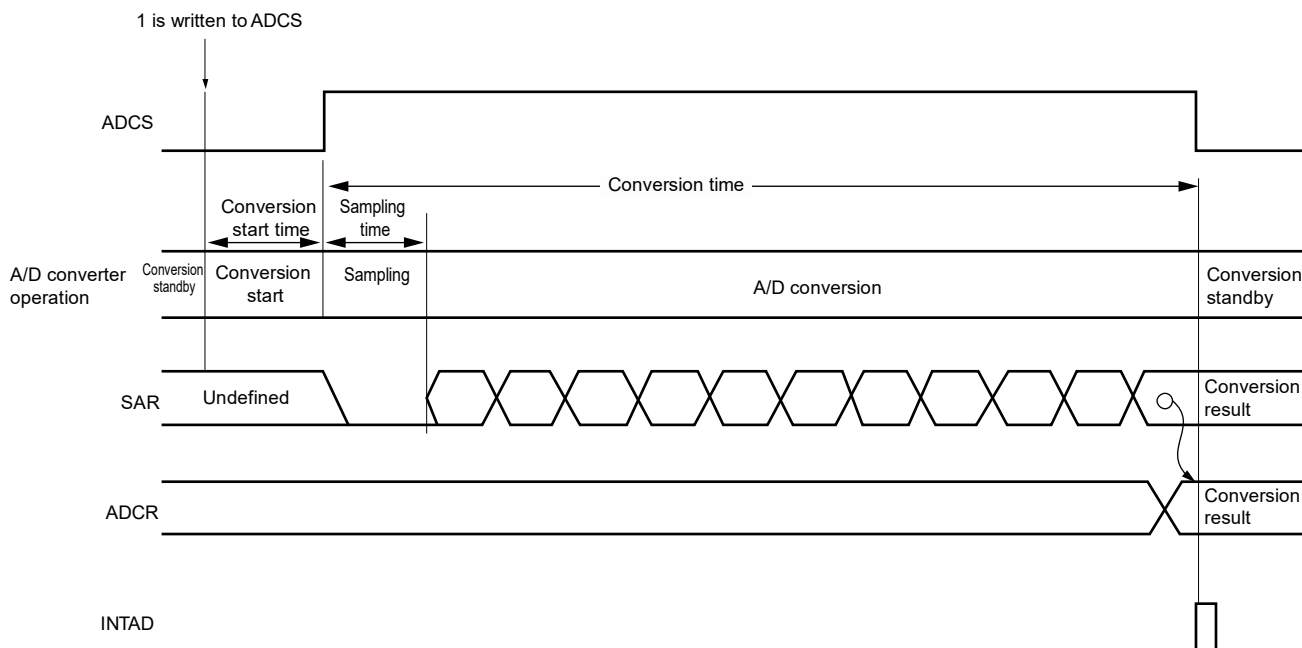 1 is written to ADCS
ADCS
Conversion time
Conversion
start time
Sampling
time
A/D converter
operation
Conversion
standby
Conversion
start
Sampling
A/D conversion
Conversion
standby
SAR
Undefined
Conversion
result
ADCR
Conversion
result
INTAD